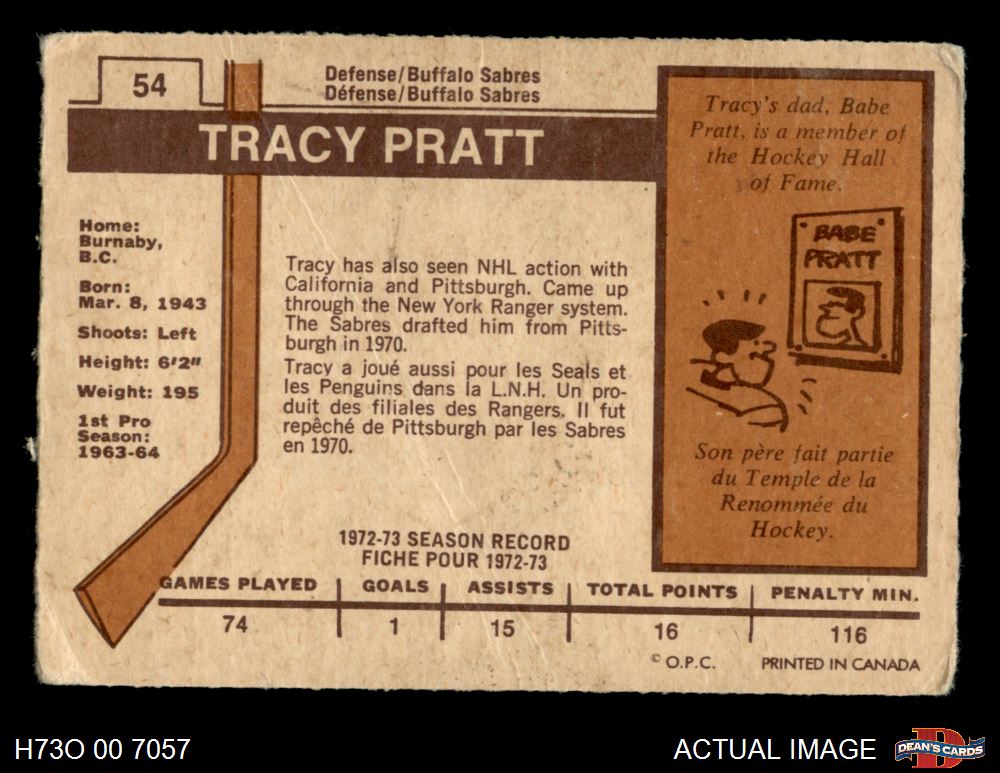 54
Defense/Buffalo Sabres
Défense/Buffalo Sabres
TRACY PRATT
Home:
Burnaby,
B.C.
Born:
Mar. 8, 1943
Shoots: Left
Height: 6'2"
Weight: 195
1st Pro
Season:
1963-64
Tracy has also seen NHL action with
California and Pittsburgh. Came up
through the New York Ranger system.
The Sabres drafted him from Pitts-
burgh in 1970.
Tracy a joué aussi pour les Seals et
les Penguins dans la L.N.H. Un pro-
duit des filiales des Rangers. Il fut
repêché de Pittsburgh par les Sabres
en 1970.
Tracy's dad, Babe
Pratt, is a member of
the Hockey Hall
of Fame.
BABE
PRATT
Son père fait partie
du Temple de la
Renommée du
Hockey.
1972-73 SEASON RECORD
FICHE POUR 1972-73
GAMES PLAYED GOALS ASSISTS TOTAL POINTS PENALTY MIN.
74 1 15 16 116
© O.P.C. PRINTED IN CANADA
H73O 00 7057
ACTUAL IMAGE
D
DEAN'S CARDS